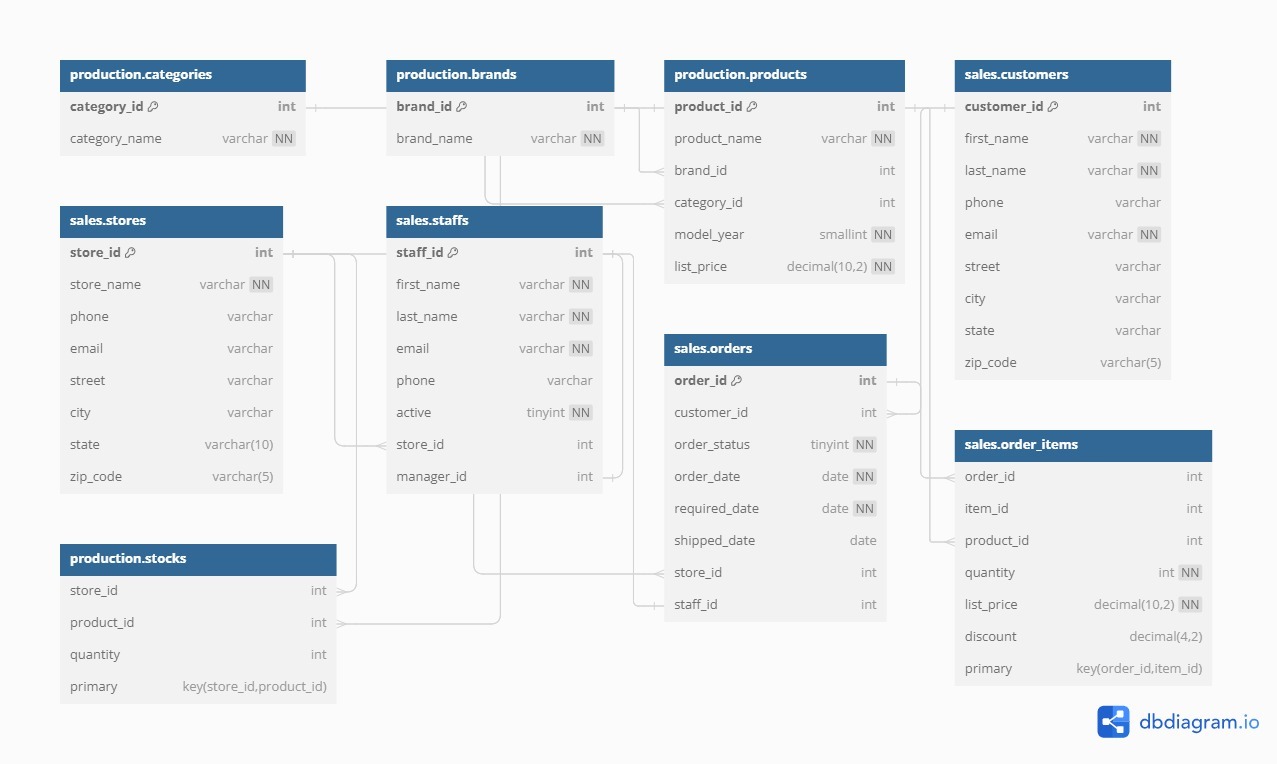 production.categories
category_id int
category_name varchar NN
production.brands
brand_id int
brand_name varchar NN
production.products
product_id int
product_name varchar NN
brand_id int
category_id int
model_year smallint NN
list_price decimal(10,2) NN
sales.customers
customer_id int
first_name varchar NN
last_name varchar NN
phone varchar
email varchar NN
street varchar
city varchar
state varchar
zip_code varchar(5)
sales.stores
store_id int
store_name varchar NN
phone varchar
email varchar
street varchar
city varchar
state varchar(10)
zip_code varchar(5)
sales.staffs
staff_id int
first_name varchar NN
last_name varchar NN
email varchar NN
phone varchar
active tinyint NN
store_id int
manager_id int
sales.orders
order_id int
customer_id int
order_status tinyint NN
order_date date NN
required_date date NN
shipped_date date
store_id int
staff_id int
sales.order_items
order_id int
item_id int
product_id int
quantity int NN
list_price decimal(10,2) NN
discount decimal(4,2)
primary key(order_id,item_id)
production.stocks
store_id int
product_id int
quantity int
primary key(store_id,product_id)
dbdiagram.io